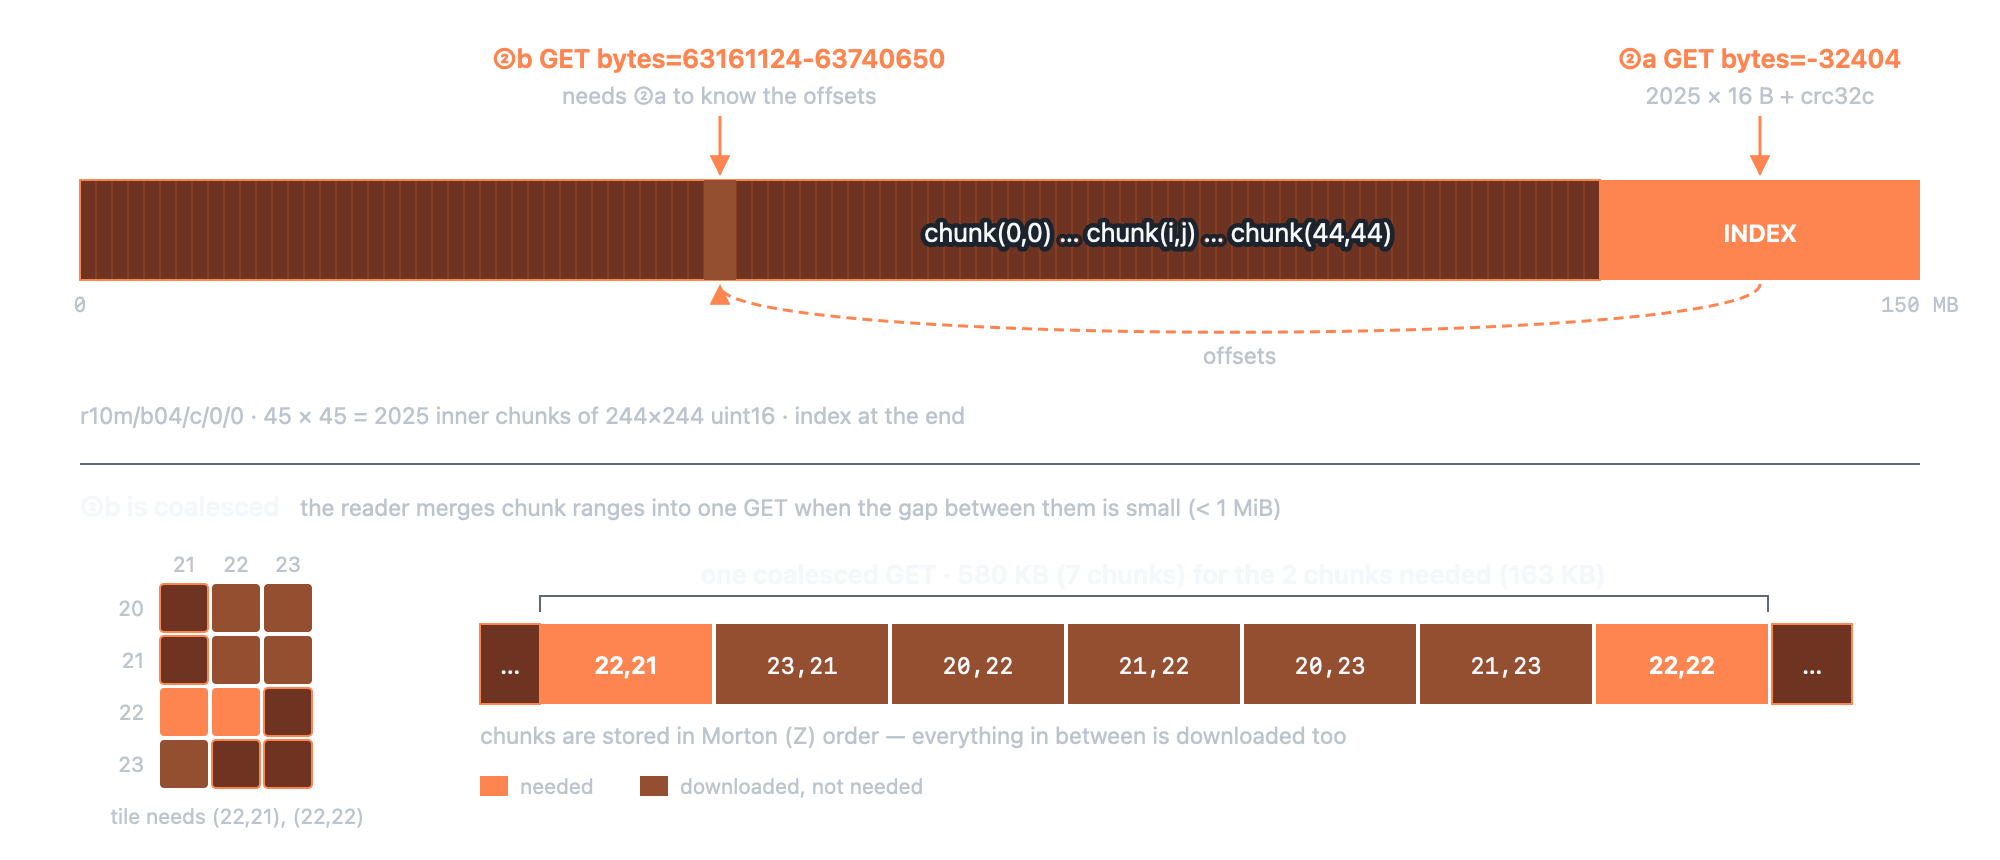 ②b GET bytes=63161124-63740650
②a GET bytes=-32404
needs ②a to know the offsets
2025 × 16 B + crc32c
chunk(0,0) ... chunk(i,j) ... chunk(44,44)
INDEX
0
150 MB
offsets
r10m/b04/c/0/0 · 45 × 45 = 2025 inner chunks of 244×244 uint16 · index at the end
②b is coalesced the reader merges chunk ranges into one GET when the gap between them is small (< 1 MiB)
21 22 23
20
21
22
23
tile needs (22,21), (22,22)
one coalesced GET · 580 KB (7 chunks) for the 2 chunks needed (163 KB)
... 22,21 23,21 20,22 21,22 20,23 21,23 22,22 ...
chunks are stored in Morton (Z) order — everything in between is downloaded too
needed
downloaded, not needed